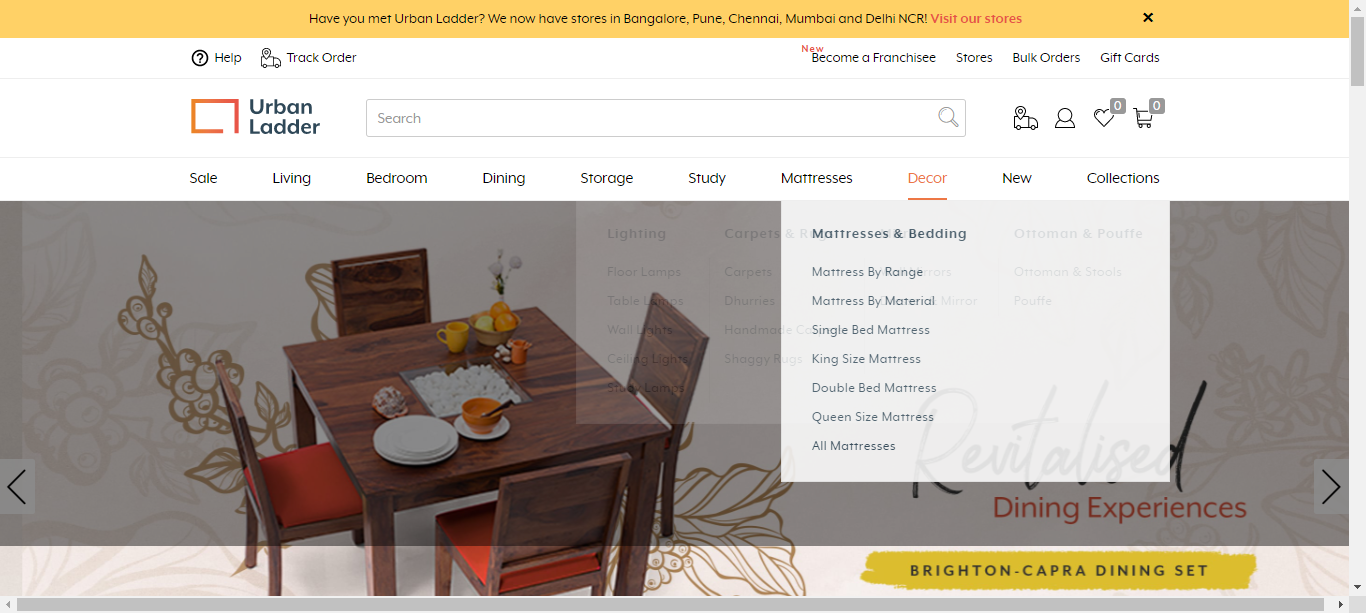 Have you met Urban Ladder? We now have stores in Bangalore, Pune, Chennai, Mumbai and Delhi NCR! Visit our stores
Help Track Order
New
Become a Franchisee Stores Bulk Orders Gift Cards
Urban
Ladder
Search
0 0
Sale Living Bedroom Dining Storage Study Mattresses Decor New Collections
Lighting
Floor Lamps
Table Lamps
Wall Lights
Ceiling Lights
Study Lamps
Carpets & Rugs
Carpets
Dhurries
Handmade
Shaggy Rugs
Mattresses & Bedding
Mattress By Range
Mattress By Material
Single Bed Mattress
King Size Mattress
Double Bed Mattress
Queen Size Mattress
All Mattresses
Mirror
Ottoman & Pouffe
Ottoman & Stools
Pouffe
Revitalised
Dining Experiences
BRIGHTON-CAPRA DINING SET